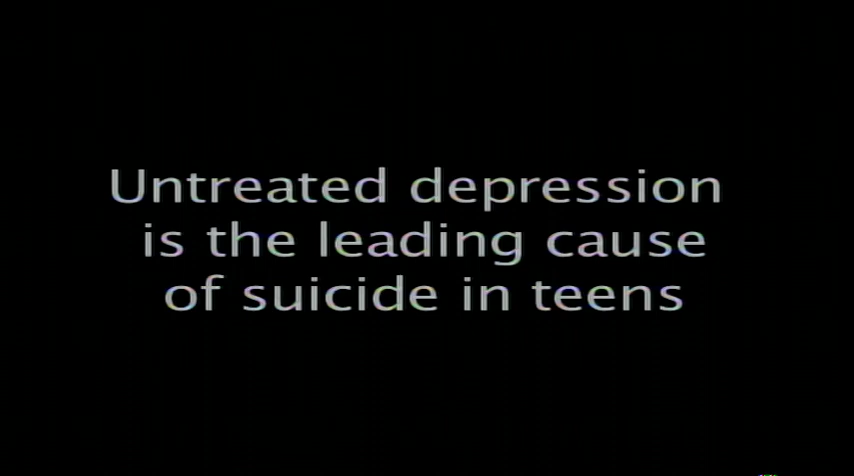 Untreated depression
is the leading cause
of suicide in teens